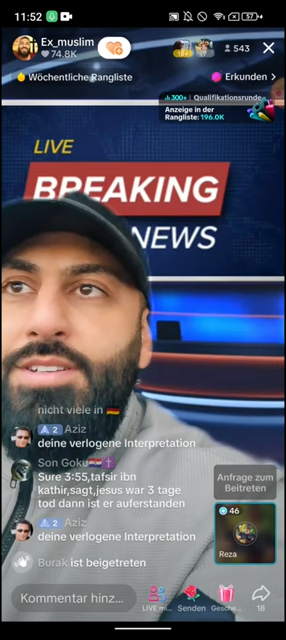 11:52
57
Ex_muslim
74.8K
543
Wöchentliche Rangliste
Erkunden
300+ | Qualifikationsrunde
Anzeige in der
Rangliste: 196.0K
LIVE
BREAKING
NEWS
nicht viele in 🇩🇪
2 Aziz
deine verlogene Interpretation
Son Goku🇭🇷✝️
Sure 3:55,tafsir ibn
kathir,sagt,jesus war 3 tage
tod dann ist er auferstanden
2 Aziz
deine verlogene Interpretation
Burak ist beigetreten
Anfrage zum
Beitreten
46
Reza
Kommentar hinz...
LIVE mi...
Senden
Gesche...
18